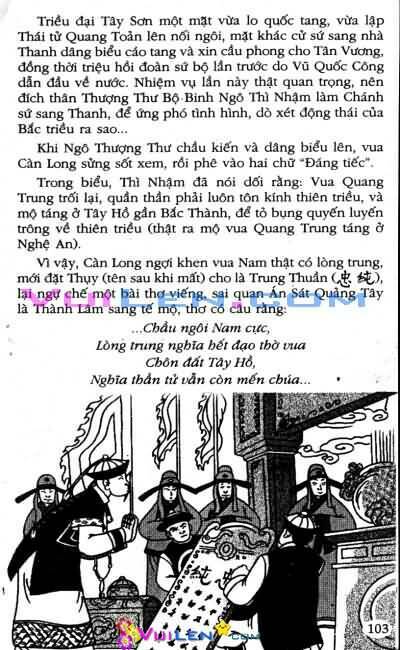 Triều đại Tây Sơn một mặt vừa lo quốc tang, vừa lập
Thái tử Quang Toản lên nối ngôi, mặt khác cử sứ sang nhà
Thanh dâng biểu cáo tang và xin cầu phong cho Tân Vương,
đồng thời triệu hồi đoàn sứ bộ lần trước do Vũ Quốc Công
dẫn đầu về nước. Nhiệm vụ lần này thật quan trọng, nên
đích thân Thượng Thư Bộ Binh Ngô Thì Nhậm làm Chánh
sứ sang Thanh, để ứng phó tình hình, dò xét động thái của
Bắc triều ra sao...
Khi Ngô Thượng Thư chầu kiến và dâng biểu lên, vua
Càn Long sửng sốt xem, rồi phê vào hai chữ "Đáng tiếc".
Trong biểu, Thì Nhậm đã nói dối rằng: Vua Quang
Trung trối lại, quần thần phải luôn tôn kính thiên triều, và
mộ táng ở Tây Hồ gần Bắc Thành, để tỏ bụng quyến luyến
trông về thiên triều (thật ra mộ vua Quang Trung táng ở
Nghệ An).
Vì vậy, Càn Long ngợi khen vua Nam thật có lòng trung,
mới đặt Thụy (tên sau khi mất) cho là Trung Thuần (忠純),
lại ngự chế một bài thơ viếng, sai quan Án Sát Quảng Tây
là Thành Lâm sang tế mộ, thơ có câu rằng:
VUILEN.COM
...Chầu ngôi Nam cực,
Lòng trung nghĩa hết đạo thờ vua
Chôn đất Tây Hồ,
Nghĩa thần tử vẫn còn mến chúa...
103
VUILEN.COM